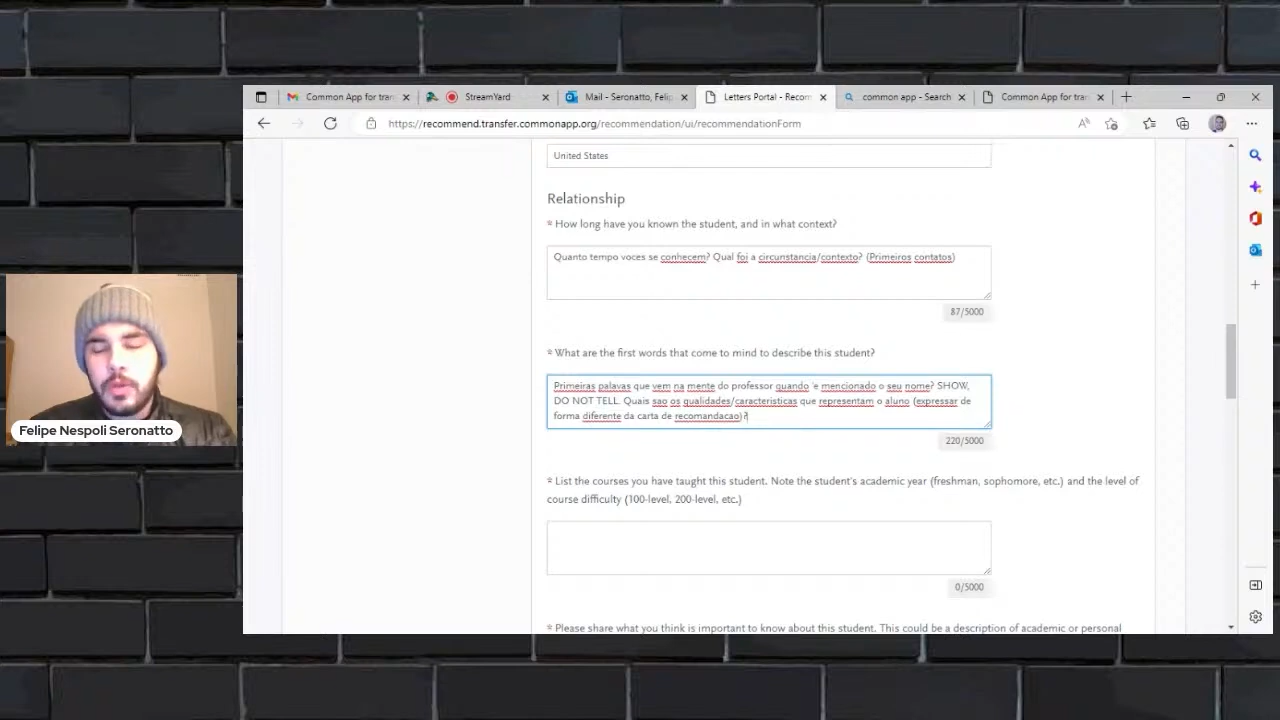 Common App for tran
StreamYard
Mail - Seronatto, Felip
Letters Portal - Recom
common app - Search
Common App for tran
https://recommend.transfer.commonapp.org/recommendation/ui/recommendationForm
United States
Relationship
* How long have you known the student, and in what context?
Quanto tempo voces se conhecem? Qual foi a circunstancia/contexto? (Primeiros contatos)
87/5000
* What are the first words that come to mind to describe this student?
Primeiras palavas que vem na mente do professor quando 'e mencionado o seu nome? SHOW,
DO NOT TELL. Quais sao os qualidades/caracteristicas que representam o aluno (expressar de
forma diferente da carta de recomandacao)?
220/5000
* List the courses you have taught this student. Note the student's academic year (freshman, sophomore, etc.) and the level of
course difficulty (100-level, 200-level, etc.)
0/5000
* Please share what you think is important to know about this student. This could be a description of academic or personal
Felipe Nespoli Seronatto